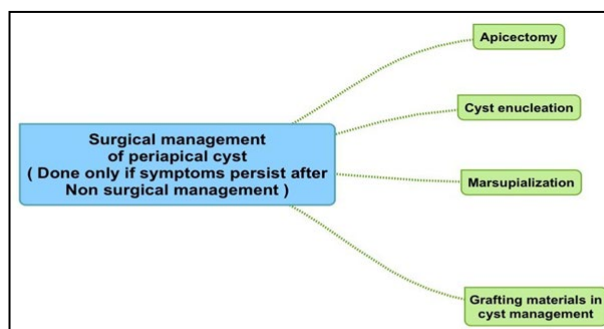 Surgical management
of periapical cyst
( Done only if symptoms persist after
Non surgical management )
Apicectomy
Cyst enucleation
Marsupialization
Grafting materials in
cyst management